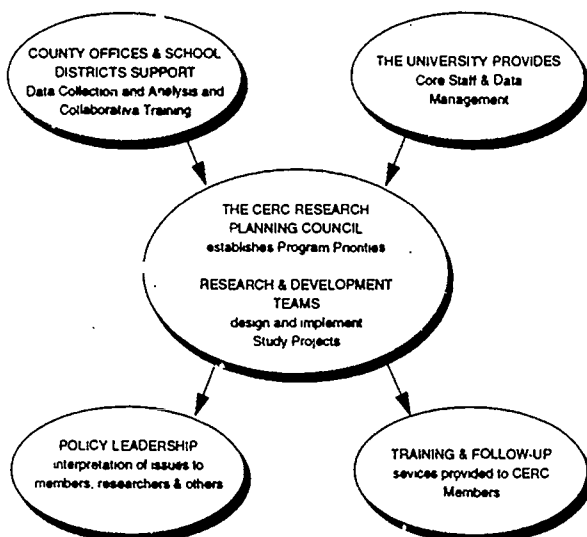 COUNTY OFFICES & SCHOOL
DISTRICTS SUPPORT
Data Collection and Analysis and
Collaborative Training
THE UNIVERSITY PROVIDES
Core Staff & Data
Management
THE CERC RESEARCH
PLANNING COUNCIL
establishes Program Priorities
RESEARCH & DEVELOPMENT
TEAMS
design and implement
Study Projects
POLICY LEADERSHIP
interpretation of issues to
members, researchers & others
TRAINING & FOLLOW-UP
sevices provided to CERC
Members